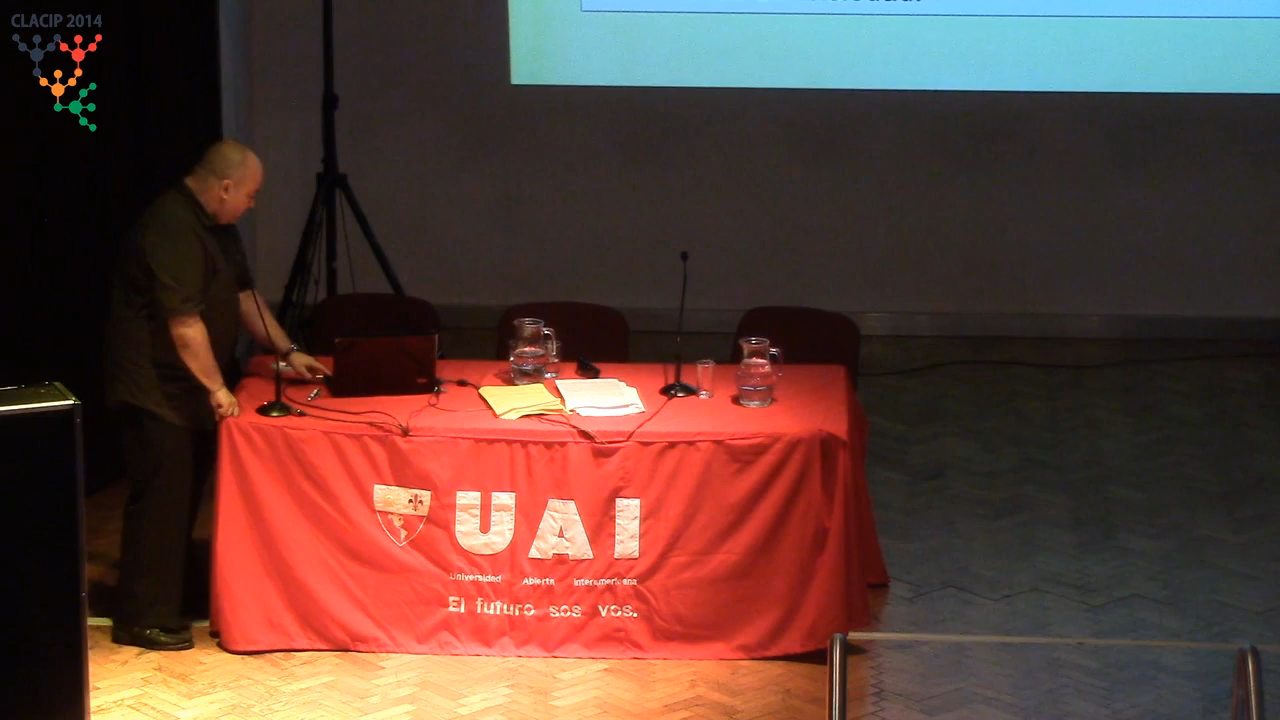 CLACIP 2014
UAI
Universidad Abierta Interamericana
El futuro sos vos.